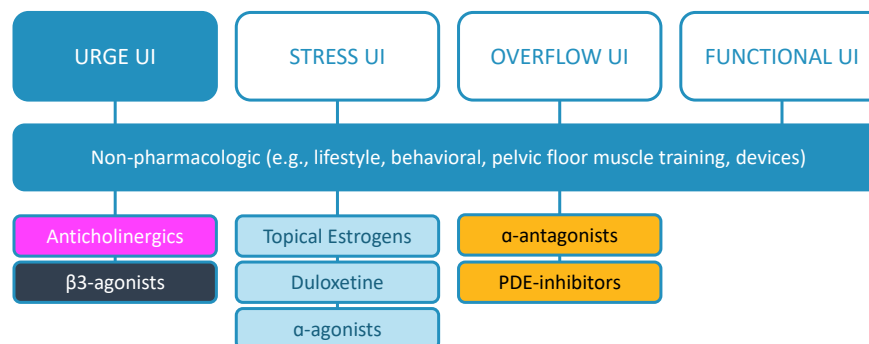 URGE UI
STRESS UI
OVERFLOW UI
FUNCTIONAL UI
Non-pharmacologic (e.g., lifestyle, behavioral, pelvic floor muscle training, devices)
Anticholinergics
Topical Estrogens
α-antagonists
β3-agonists
Duloxetine
PDE-inhibitors
α-agonists